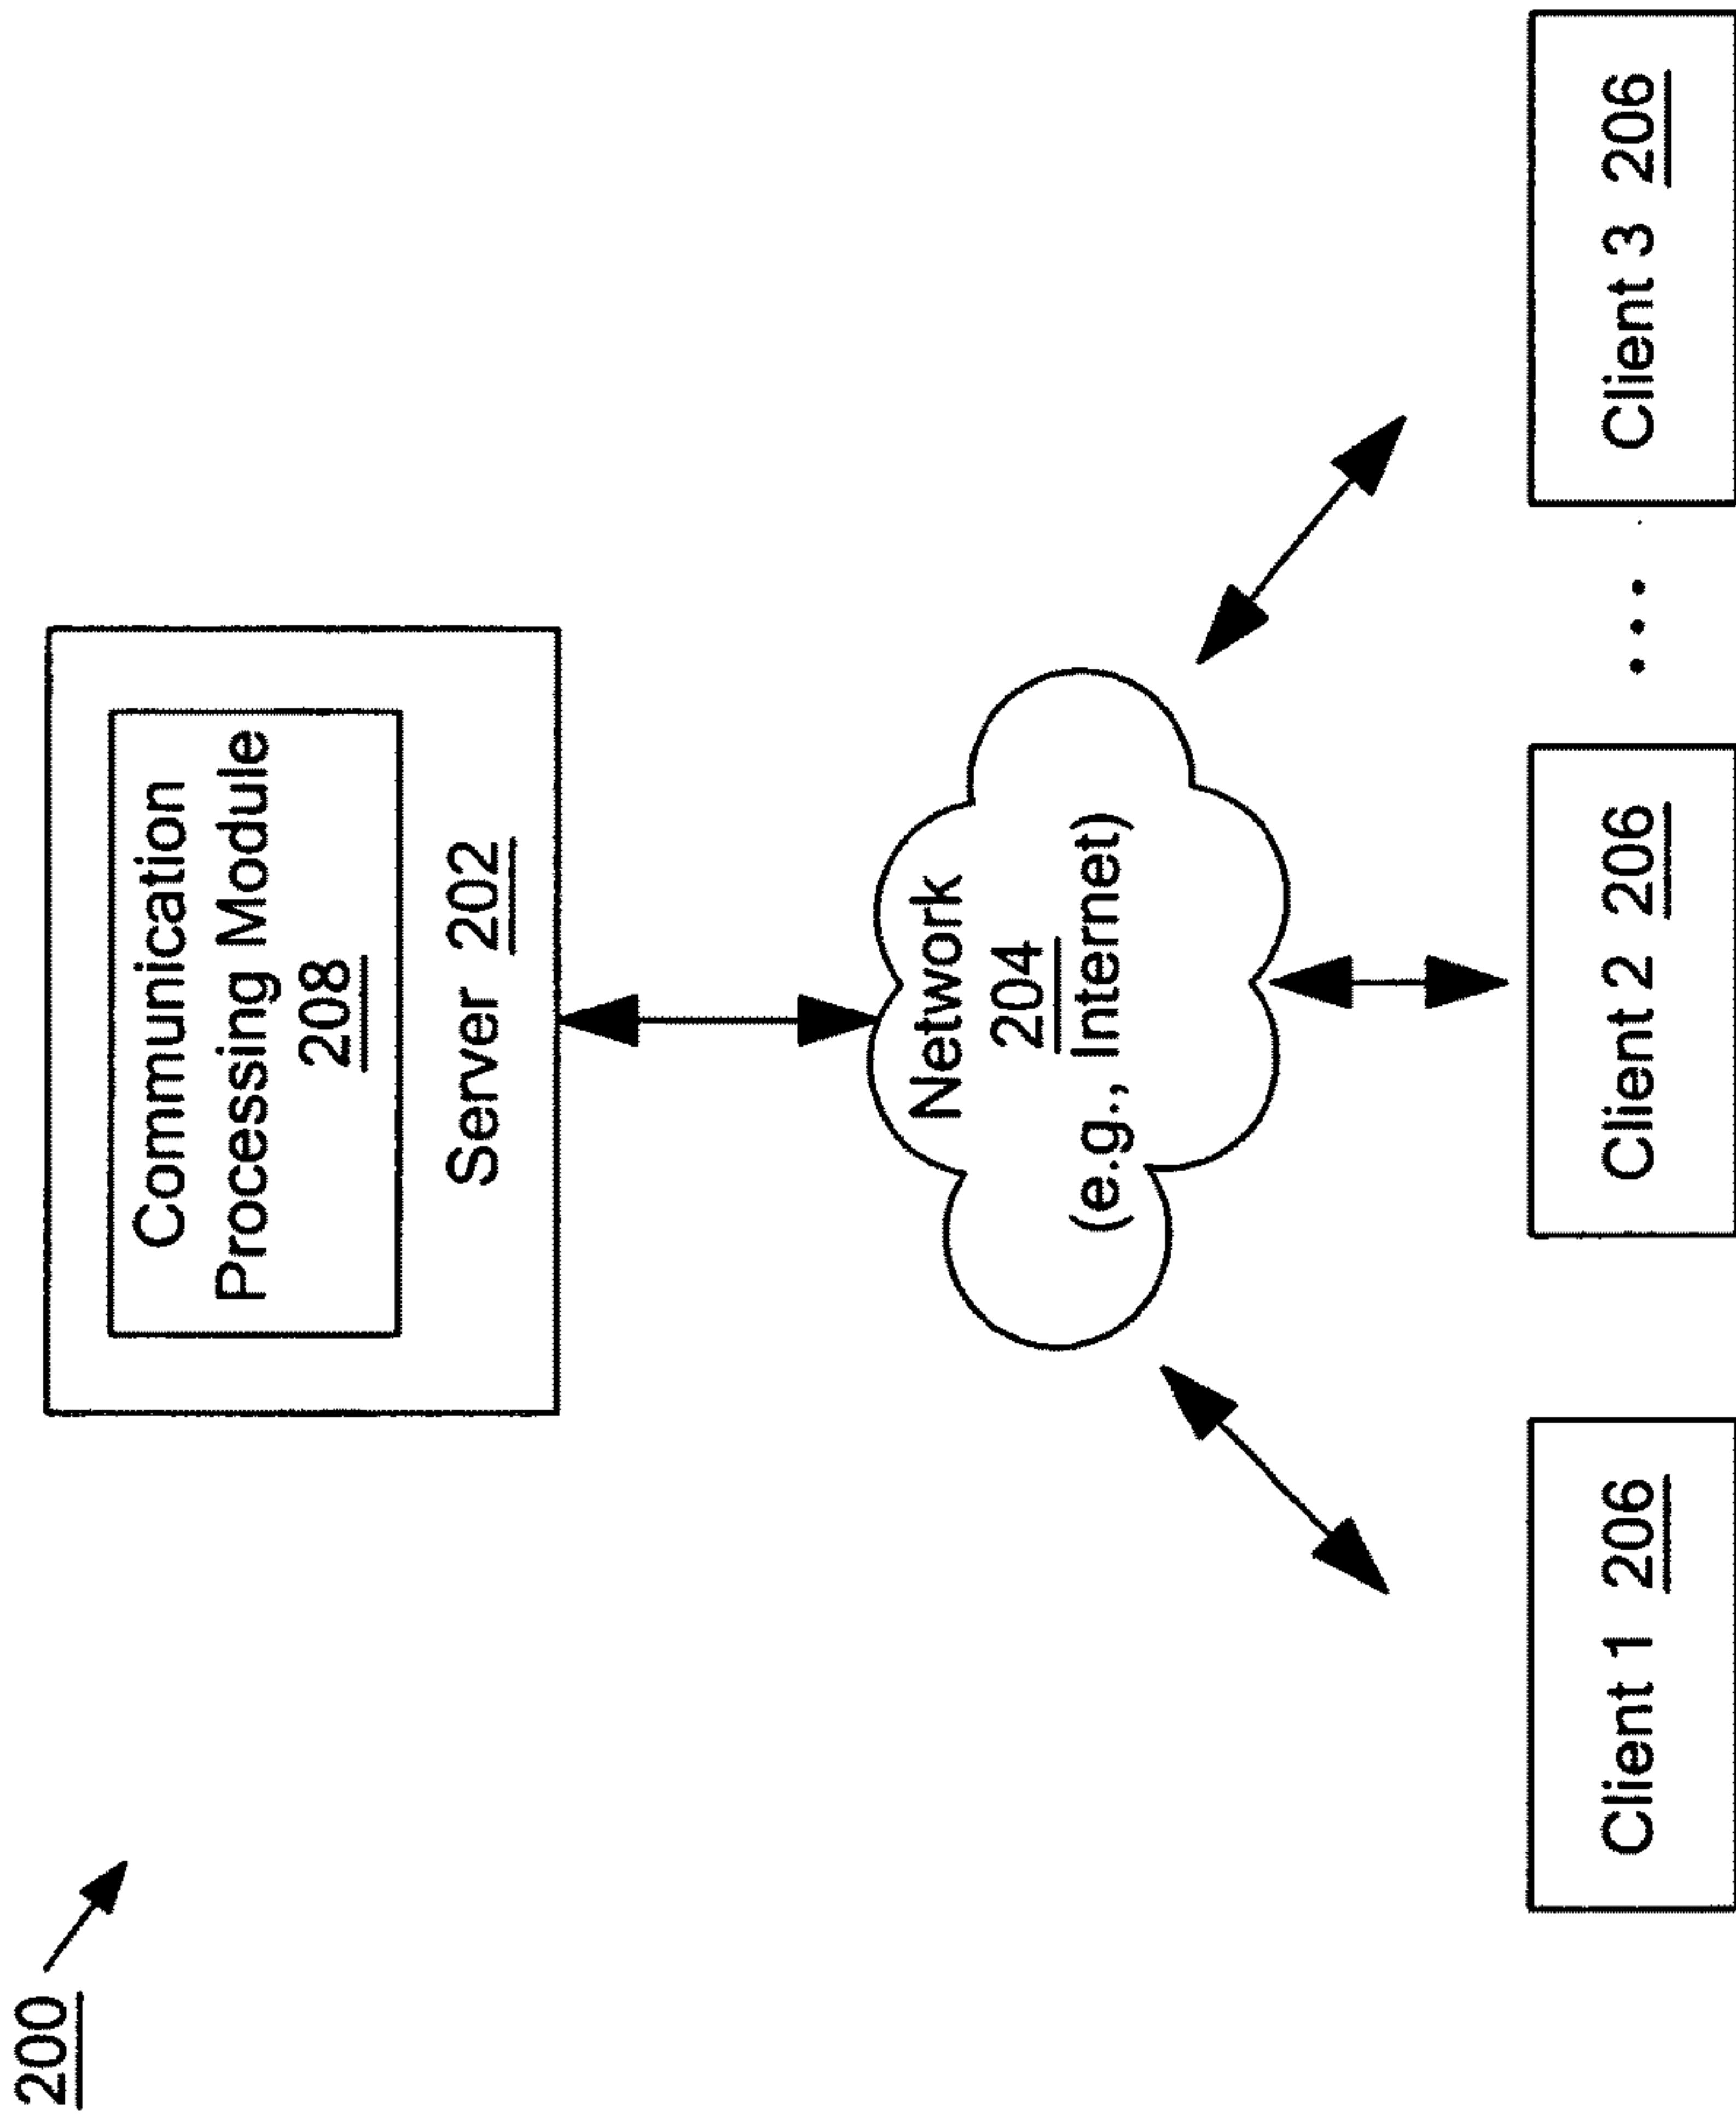 200
Communication
Processing Module
208
Server 202
Network
204
(e.g., Internet)
Client 1 206
Client 2 206
. . .
Client 3 206